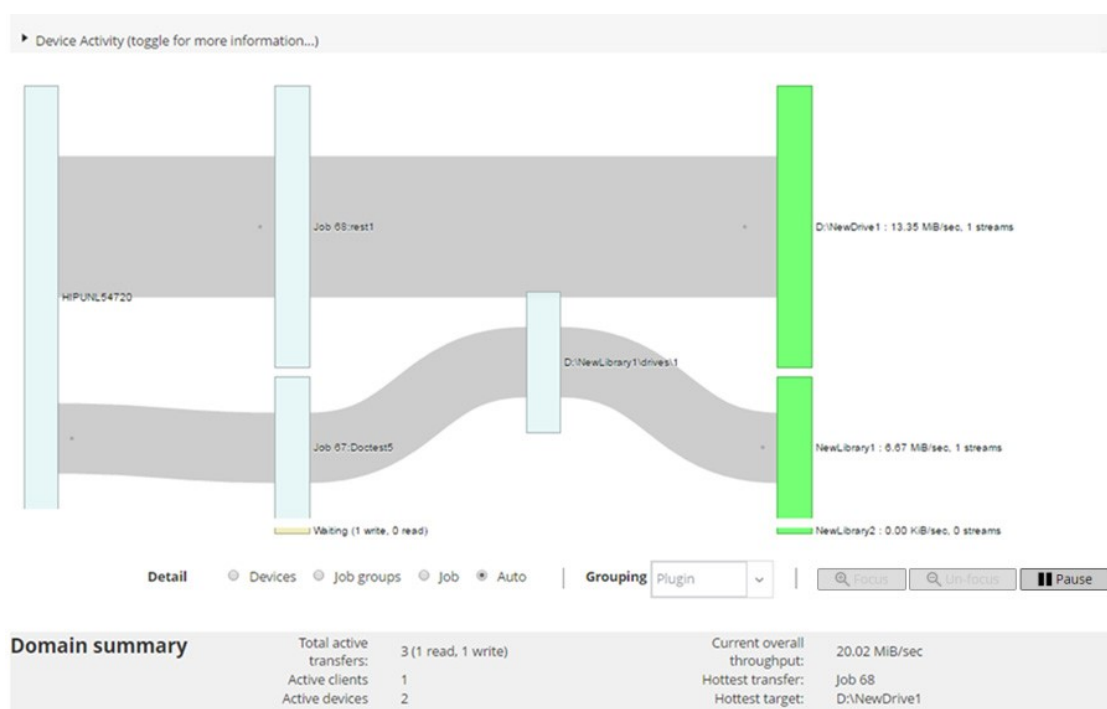 Device Activity (toggle for more information...)
Job 68:rest1
D:\NewDrive1 : 13.35 MiB/sec, 1 streams
HIPUNL54720
D:\NewLibrary1\drives\1
Job 67:Doctest5
NewLibrary1 : 6.67 MiB/sec, 1 streams
Waiting (1 write, 0 read)
NewLibrary2 : 0.00 KiB/sec, 0 streams
Detail Devices Job groups Job Auto Grouping Plugin Focus Un-focus Pause
Domain summary
Total active transfers: 3 (1 read, 1 write)
Current overall throughput: 20.02 MiB/sec
Active clients 1
Hottest transfer: Job 68
Active devices 2
Hottest target: D:\NewDrive1